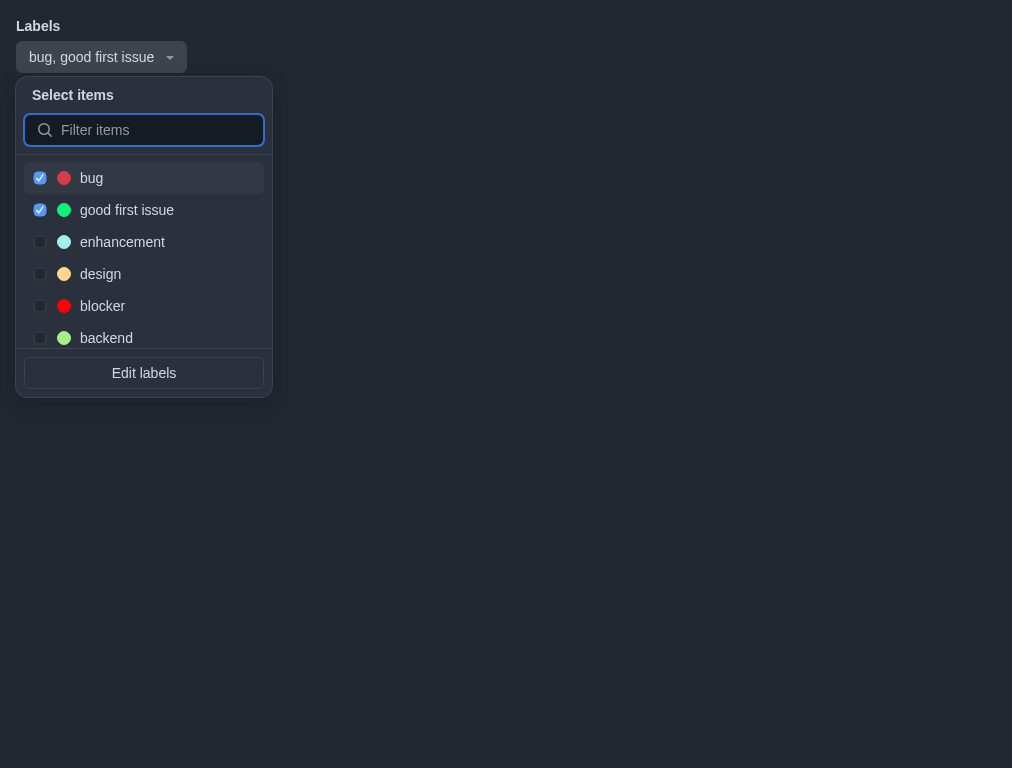 Labels
bug, good first issue
Select items
Filter items
bug
good first issue
enhancement
design
blocker
backend
Edit labels